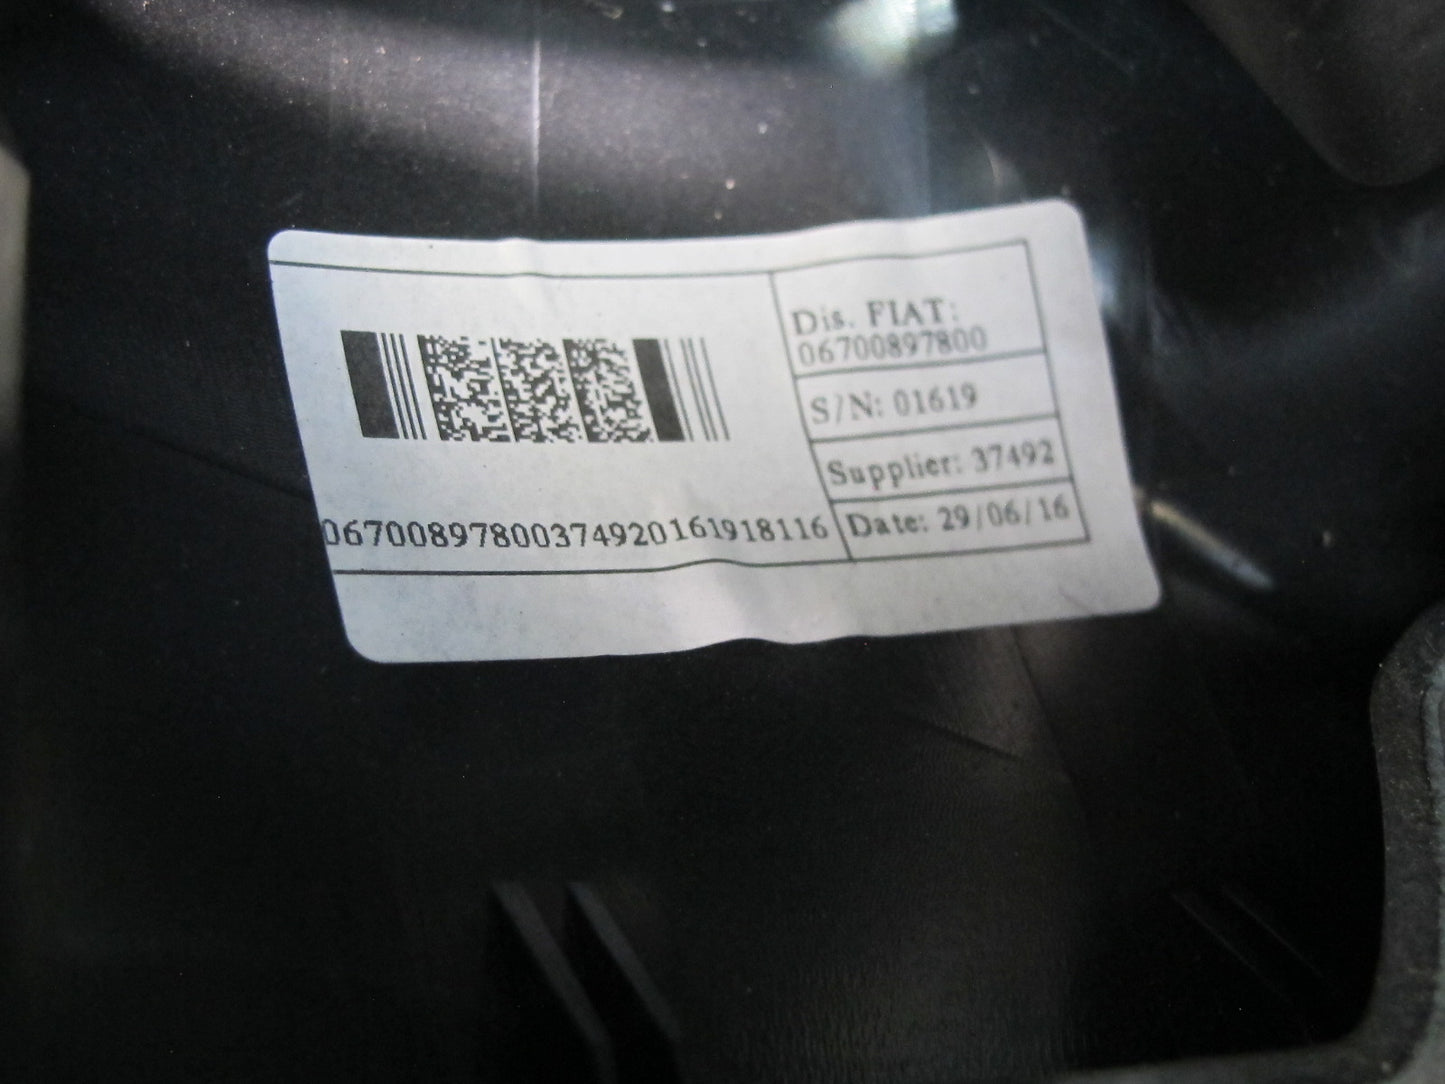 Dis. FIAT:
06700897800
S/N: 01619
Supplier: 37492
Date: 29/06/16
06700897800374920161918116